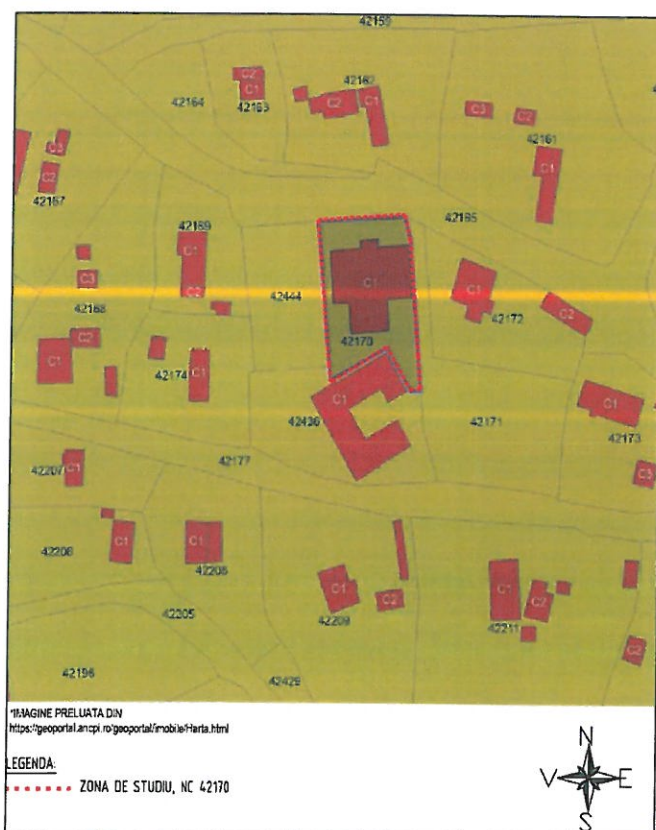 42159
C2
C1
42164
42163
42162
C2
C1
C3
C2
42161
C1
C3
C2
42167
42165
42169
C1
C2
C1
C3
42168
42444
C1
42172
C2
42170
C2
C1
42174
C1
C1
42436
C1
42171
42173
42177
42207
C1
C3
C1
C1
42208
42205
C1
C2
42209
C1
C2
42211
C2
42196
42429
*IMAGINE PRELUATA DIN
https://geoportal.ancpi.ro/geoportal/imobile/Harta.html
LEGENDA:
ZONA DE STUDIU, NC 42170
N
V
E
S